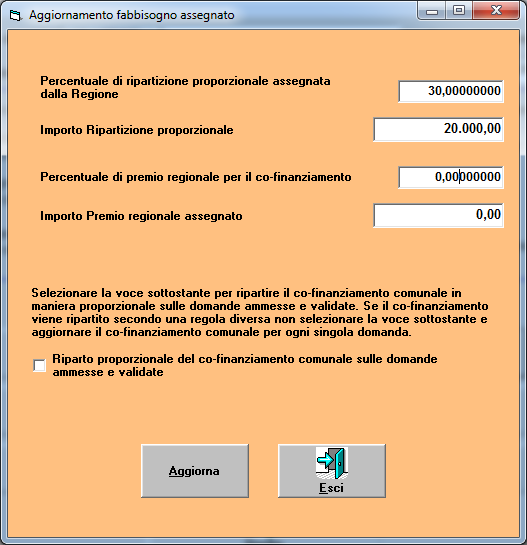 Aggiornamento fabbisogno assegnato
Percentuale di ripartizione proporzionale assegnata
dalla Regione
30,00000000
Importo Ripartizione proporzionale
20.000,00
Percentuale di premio regionale per il co-finanziamento
0,00000000
Importo Premio regionale assegnato
0,00
Selezionare la voce sottostante per ripartire il co-finanziamento comunale in
maniera proporzionale sulle domande ammesse e validate. Se il co-finanziamento
viene ripartito secondo una regola diversa non selezionare la voce sottostante e
aggiornare il co-finanziamento comunale per ogni singola domanda.
Riparto proporzionale del co-finanziamento comunale sulle domande
ammesse e validate
Aggiorna
Esci